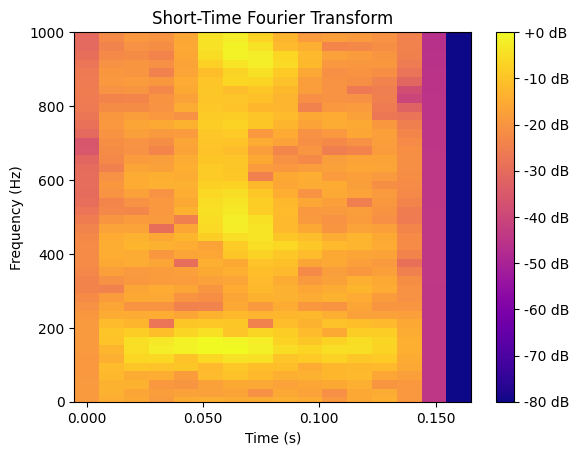 Short-Time Fourier Transform
1000
800
600
400
200
0
Frequency (Hz)
0.000
0.050
0.100
0.150
Time (s)
+0 dB
-10 dB
-20 dB
-30 dB
-40 dB
-50 dB
-60 dB
-70 dB
-80 dB